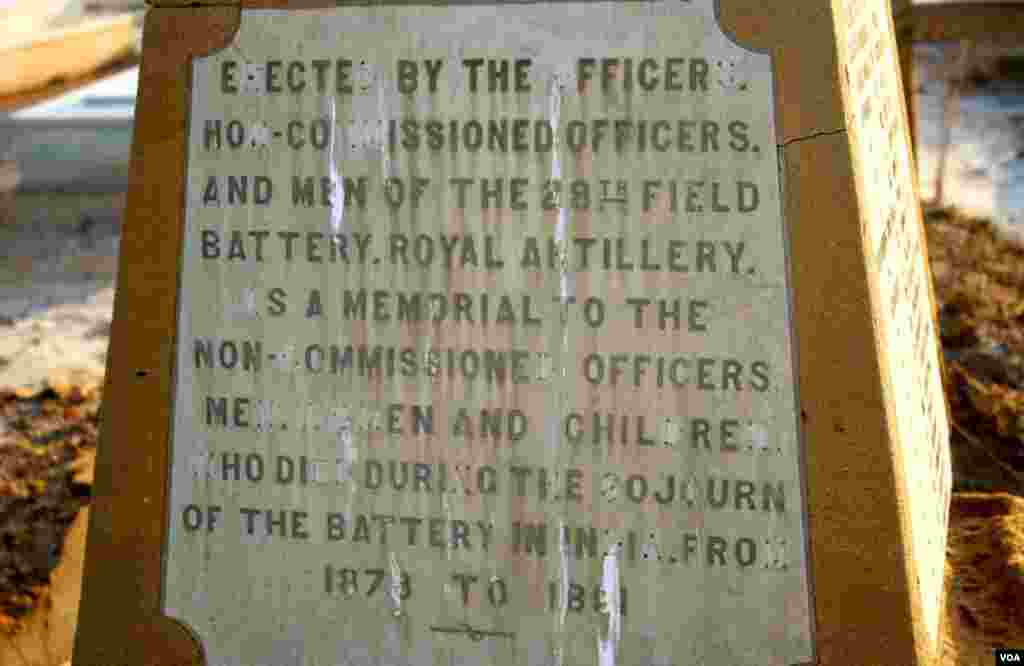 ERECTED BY THE OFFICERS.
NON-COMMISSIONED OFFICERS.
AND MEN OF THE 28TH FIELD
BATTERY. ROYAL ARTILLERY.
AS A MEMORIAL TO THE
NON-COMMISSIONED OFFICERS
MEN. WOMEN AND CHILDREN.
WHO DIED DURING THE SOJOURN
OF THE BATTERY IN INDIA. FROM
TO
VOA